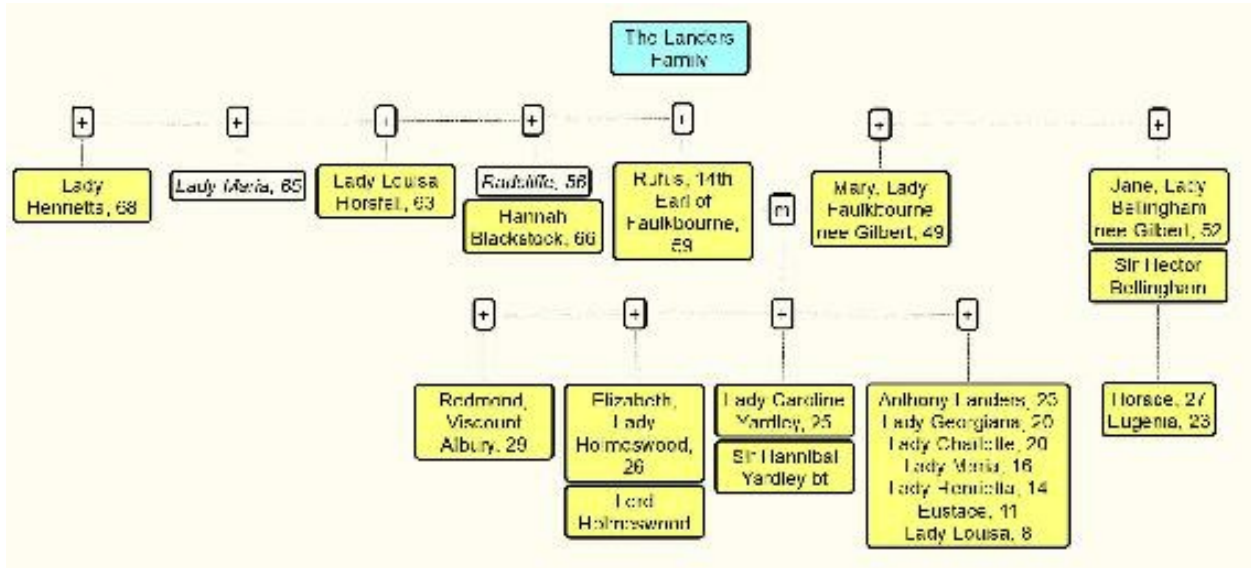 The Landers
Family
+ + + + + + +
Lady
Henrietta, 68
Lady Maria, 65
Lady Louisa
Horsfall, 63
Radcliffe, 56
Hannah
Blackstock, 66
Rufus, 14th
Earl of
Faulkbourne,
59
m
Mary, Lady
Faulkbourne
nee Gilbert, 49
Jane, Lady
Bellingham
nee Gilbert, 52
Sir Hector
Bellingham
+ + + +
Redmond,
Viscount
Albury, 29
Elizabeth,
Lady
Holmeswood,
26
Lord
Holmeswood
Lady Caroline
Yardley, 25
Sir Hannibal
Yardley bt
Anthony Landers, 23
Lady Georgiana, 20
Lady Charlotte, 20
Lady Maria, 16
Lady Henrietta, 14
Eustace, 11
Lady Louisa, 8
Horace, 27
Eugenia, 23